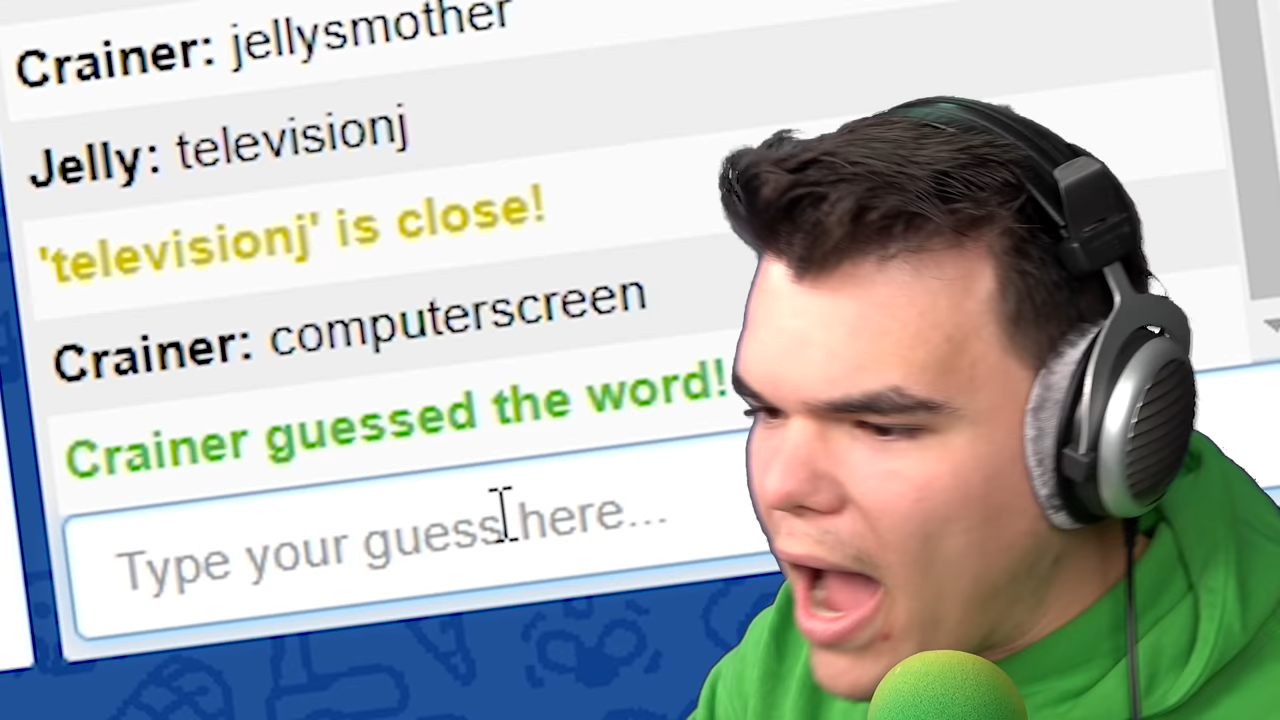 Crainer: jellysmother
Jelly: televisionj
'televisionj' is close!
Crainer: computerscreen
Crainer guessed the word!
Type your guess here...